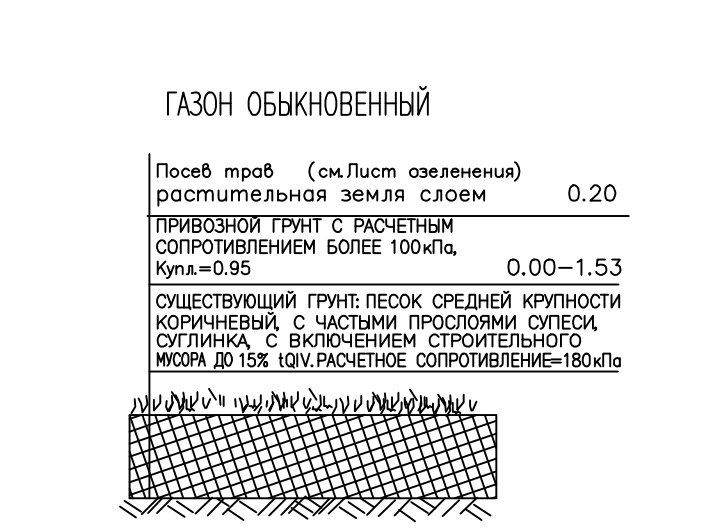 ГАЗОН ОБЫКНОВЕННЫЙ
Посев трав (см.Лист озеленения)
растительная земля слоем 0.20
ПРИВОЗНОЙ ГРУНТ С РАСЧЕТНЫМ
СОПРОТИВЛЕНИЕМ БОЛЕЕ 100кПа,
Купл.=0.95 0.00–1.53
СУЩЕСТВУЮЩИЙ ГРУНТ: ПЕСОК СРЕДНЕЙ КРУПНОСТИ
КОРИЧНЕВЫЙ, С ЧАСТЫМИ ПРОСЛОЯМИ СУПЕСИ,
СУГЛИНКА, С ВКЛЮЧЕНИЕМ СТРОИТЕЛЬНОГО
МУСОРА ДО 15% tQIV.РАСЧЕТНОЕ СОПРОТИВЛЕНИЕ=180кПа